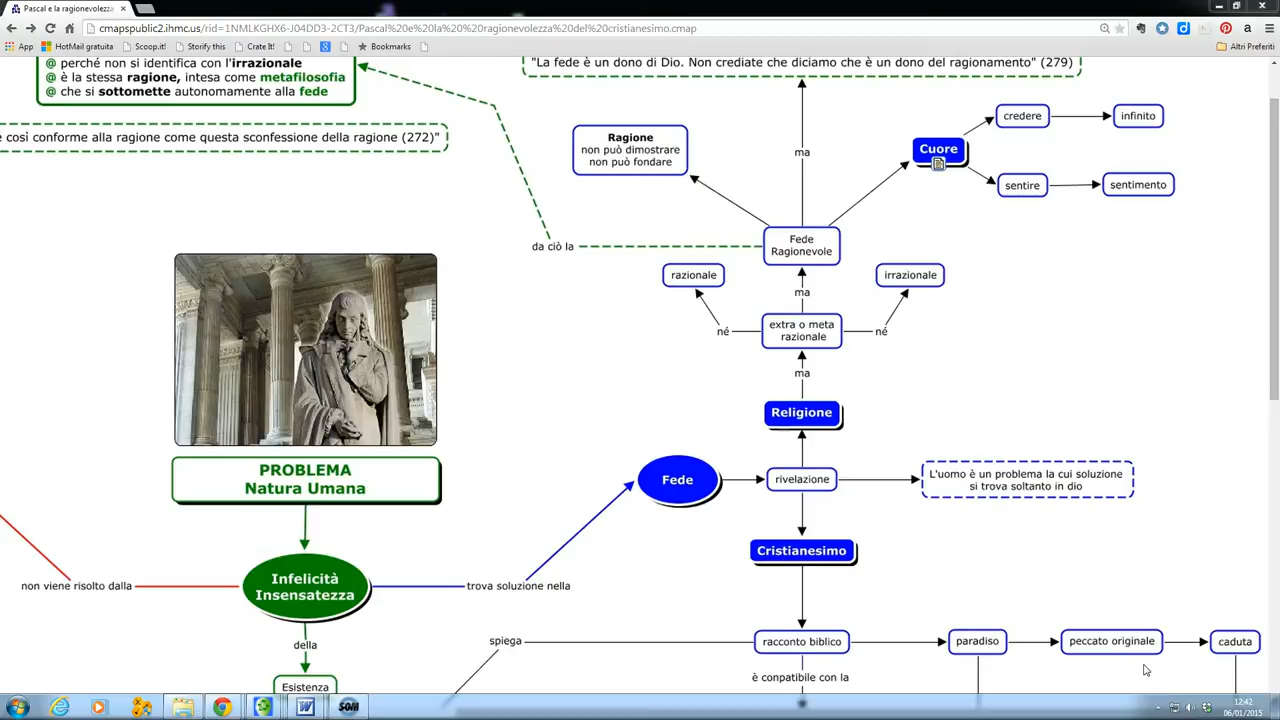 Pascal e la ragionevolezza
cmapspublic2.ihmc.us/rid=1NMLKGHX6-J04DD3-2CT3/Pascal%20e%20la%20%20ragionevolezza%20del%20cristianesimo.cmap
App
HotMail gratuita
Scoop.it!
Storify this
Crate It!
Bookmarks
Altri Preferiti
@ perché non si identifica con l'irrazionale
@ è la stessa ragione, intesa come metafilosofia
@ che si sottomette autonomamente alla fede
"La fede è un dono di Dio. Non crediate che diciamo che è un dono del ragionamento" (279)
è così conforme alla ragione come questa sconfessione della ragione (272)"
Ragione
non può dimostrare
non può fondare
ma
Cuore
credere
infinito
sentire
sentimento
da ciò la
Fede
Ragionevole
razionale
irrazionale
ma
né
extra o meta
razionale
né
ma
Religione
PROBLEMA
Natura Umana
Fede
rivelazione
L'uomo è un problema la cui soluzione
si trova soltanto in dio
Cristianesimo
non viene risolto dalla
Infelicità
Insensatezza
trova soluzione nella
della
Esistenza
spiega
racconto biblico
paradiso
peccato originale
caduta
è conpatibile con la
W
SOM
12:42
06/01/2015